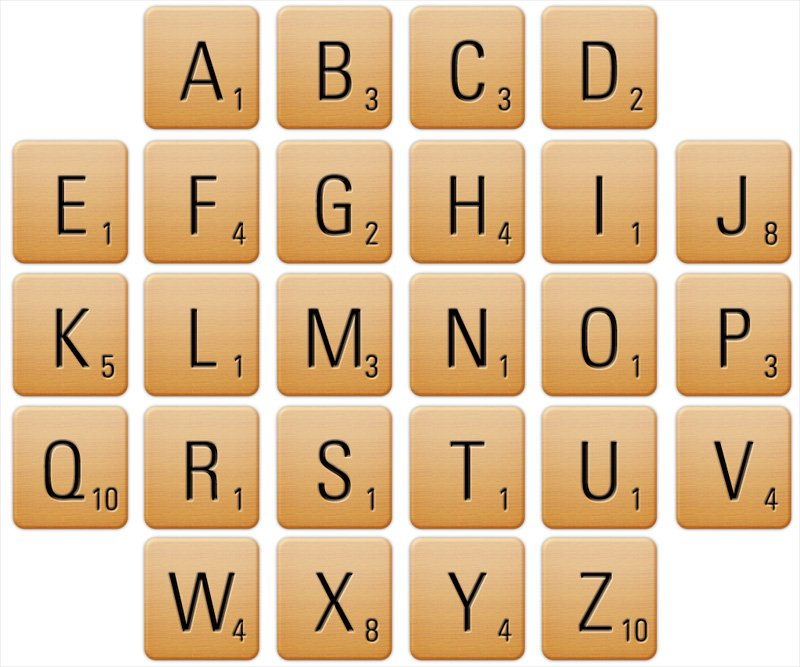 A1 B3 C3 D2
E1 F4 G2 H4 I1 J8
K5 L1 M3 N1 O1 P3
Q10 R1 S1 T1 U1 V4
W4 X8 Y4 Z10